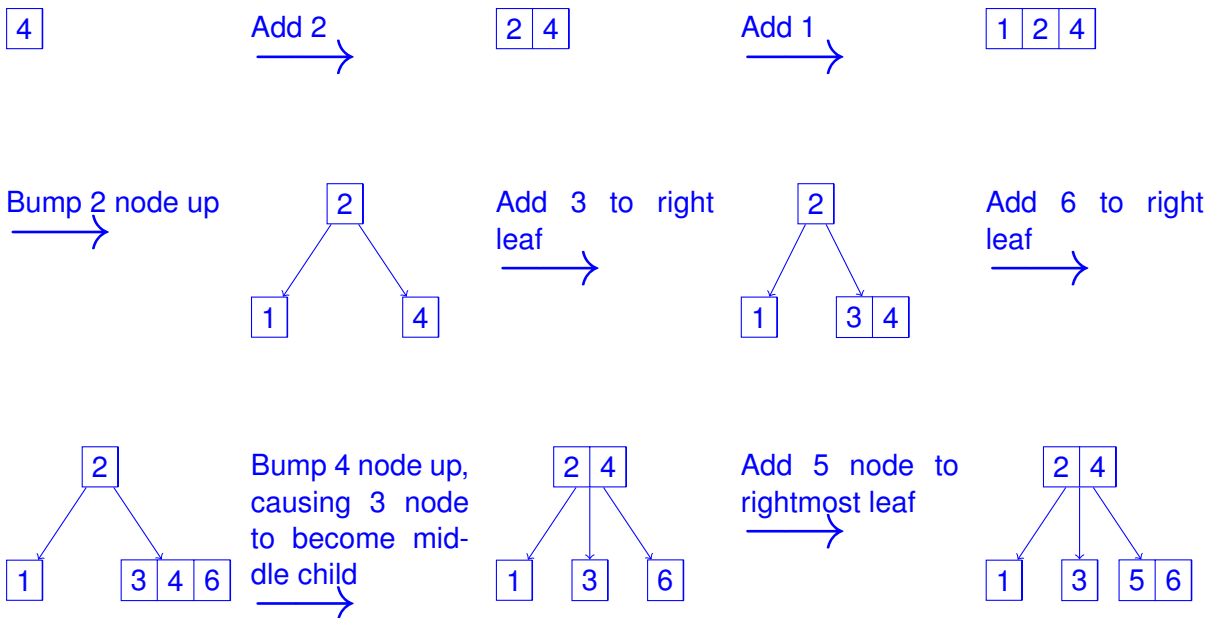 4 Add 2 2 4 Add 1 1 2 4
Bump 2 node up 2 Add 3 to right 2 Add 6 to right
leaf leaf
1 4 1 3 4
2 Bump 4 node up, 2 4 Add 5 node to 2 4
causing 3 node rightmost leaf
to become mid-
1 3 4 6 dle child 1 3 6 1 3 5 6